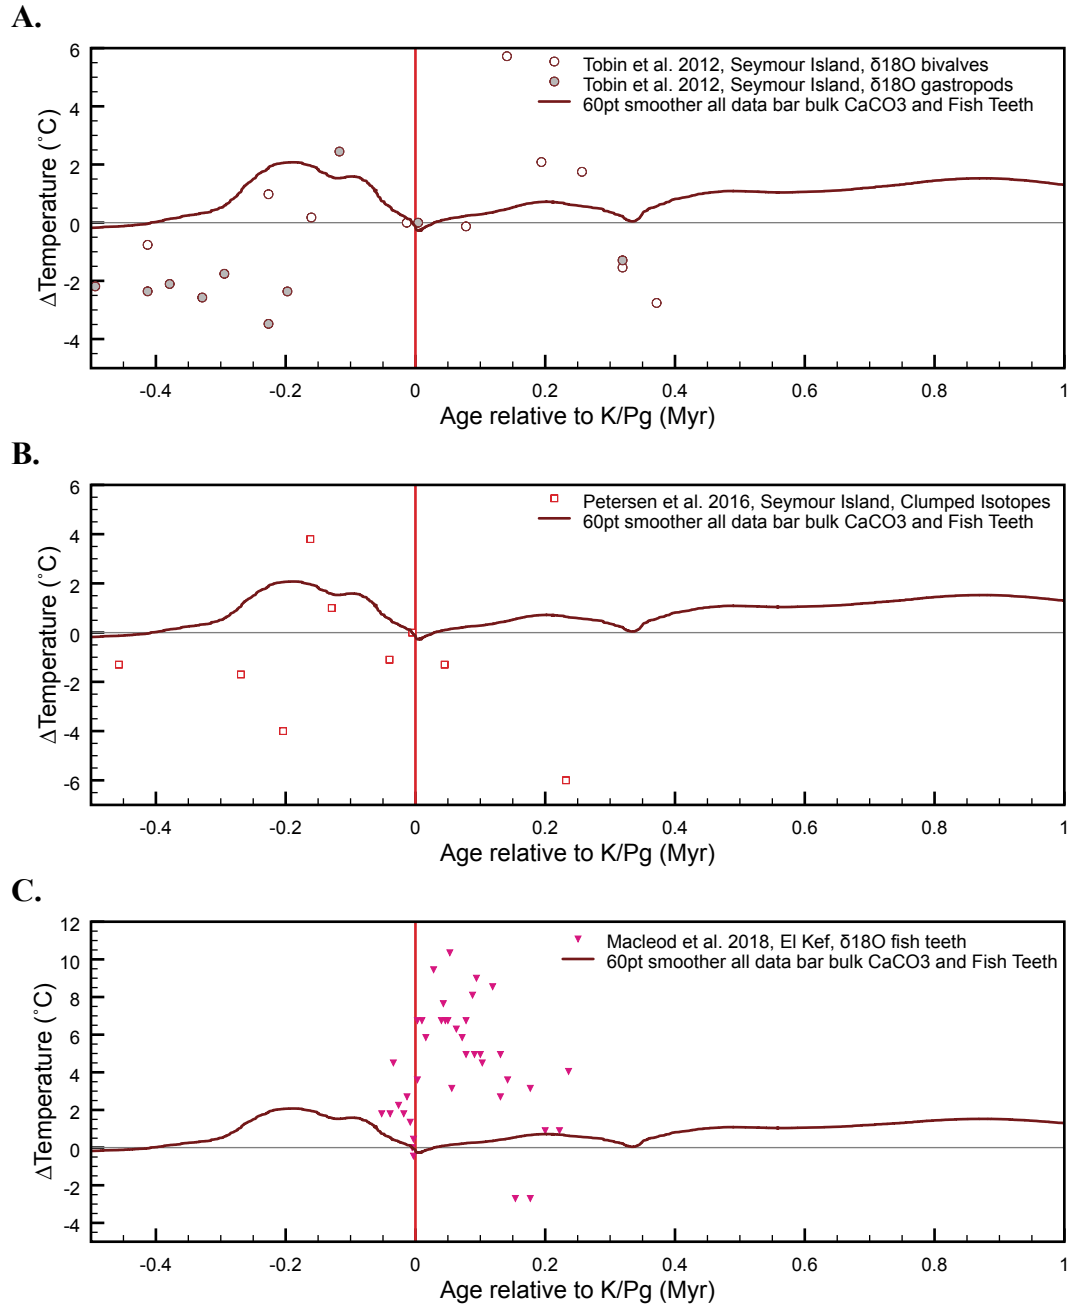 A.
6
4
2
0
-2
-4
ΔTemperature (˚C)
Tobin et al. 2012, Seymour Island, δ18O bivalves
Tobin et al. 2012, Seymour Island, δ18O gastropods
60pt smoother all data bar bulk CaCO3 and Fish Teeth
-0.4 -0.2 0 0.2 0.4 0.6 0.8 1
Age relative to K/Pg (Myr)
B.
6
4
2
0
-2
-4
-6
ΔTemperature (˚C)
Petersen et al. 2016, Seymour Island, Clumped Isotopes
60pt smoother all data bar bulk CaCO3 and Fish Teeth
-0.4 -0.2 0 0.2 0.4 0.6 0.8 1
Age relative to K/Pg (Myr)
C.
12
10
8
6
4
2
0
-2
-4
ΔTemperature (˚C)
Macleod et al. 2018, El Kef, δ18O fish teeth
60pt smoother all data bar bulk CaCO3 and Fish Teeth
-0.4 -0.2 0 0.2 0.4 0.6 0.8 1
Age relative to K/Pg (Myr)